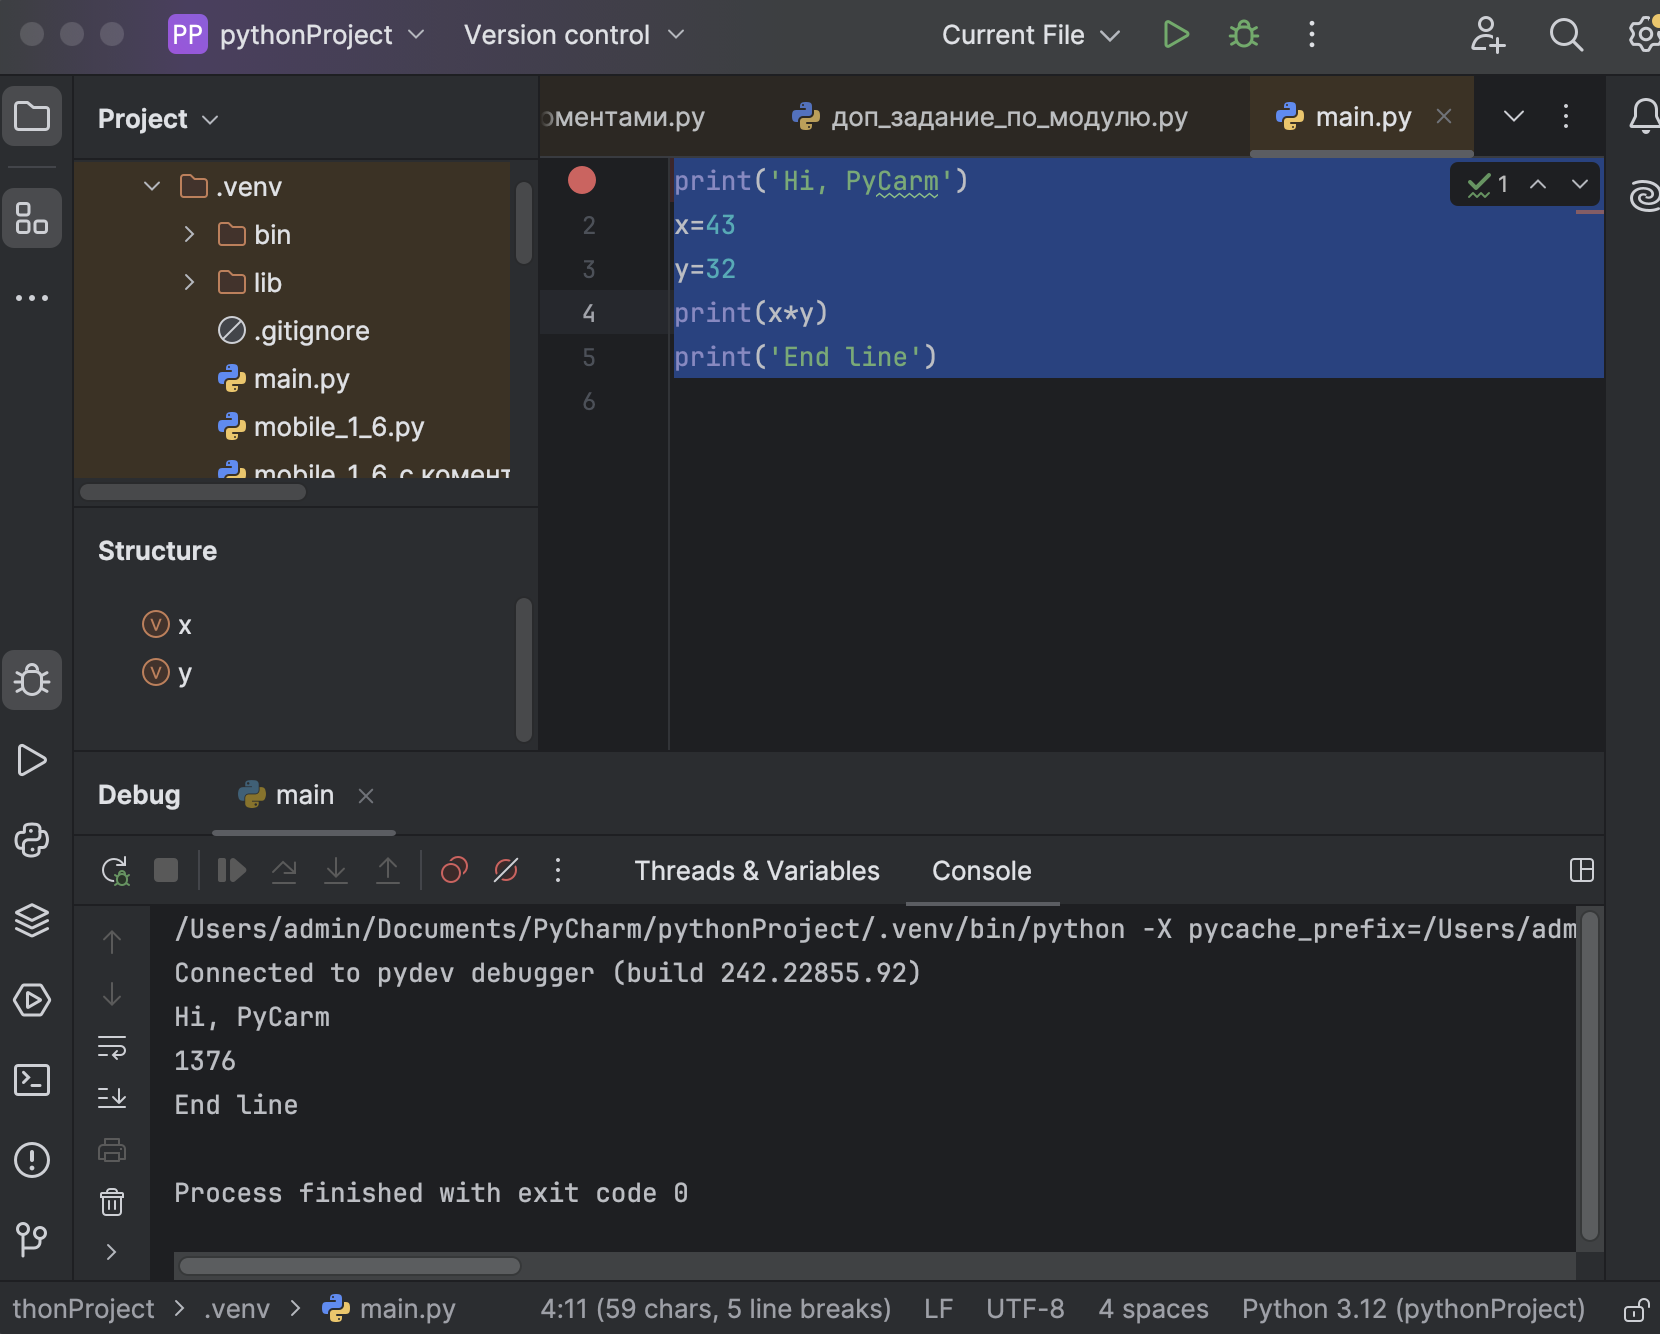 PP pythonProject Version control Current File
Project
.venv
bin
lib
.gitignore
main.py
mobile_1_6.py
mobile_1_6_с комент
Structure
V x
V y
оментами.py доп_задание_по_модулю.py main.py
print('Hi, PyCarm') 1
2 x=43
3 y=32
4 print(x*y)
5 print('End line')
6
Debug main
Threads & Variables Console
/Users/admin/Documents/PyCharm/pythonProject/.venv/bin/python -X pycache_prefix=/Users/adm
Connected to pydev debugger (build 242.22855.92)
Hi, PyCarm
1376
End line
Process finished with exit code 0
thonProject > .venv > main.py 4:11 (59 chars, 5 line breaks) LF UTF-8 4 spaces Python 3.12 (pythonProject)